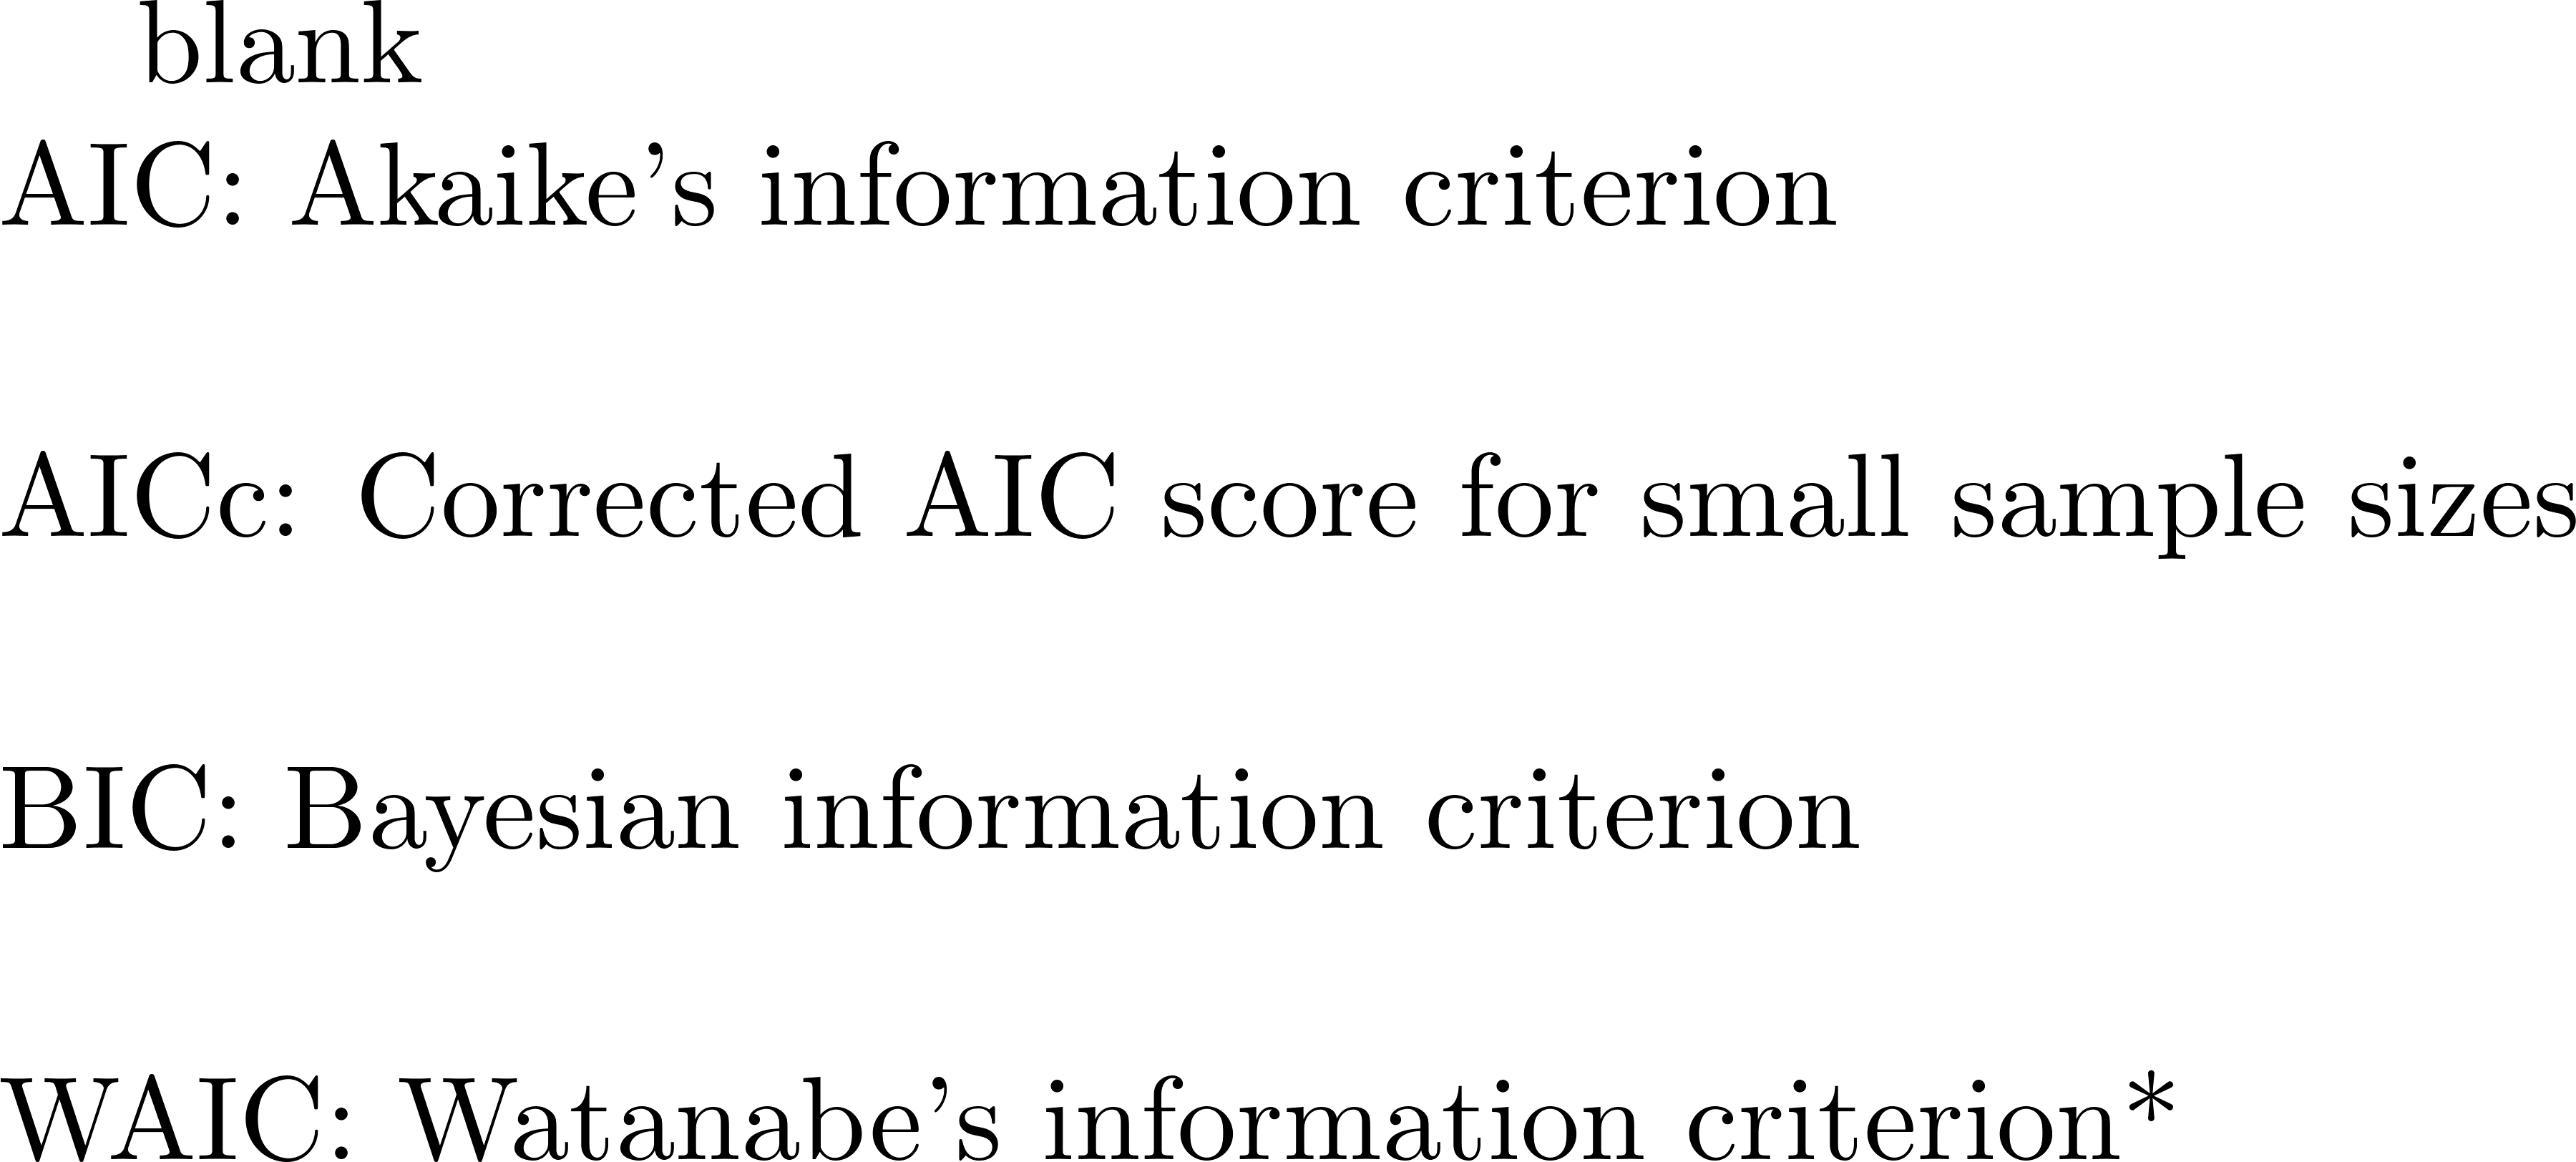 blank
AIC: Akaike’s information criterion
AICc: Corrected AIC score for small sample sizes
BIC: Bayesian information criterion
WAIC: Watanabe’s information criterion*